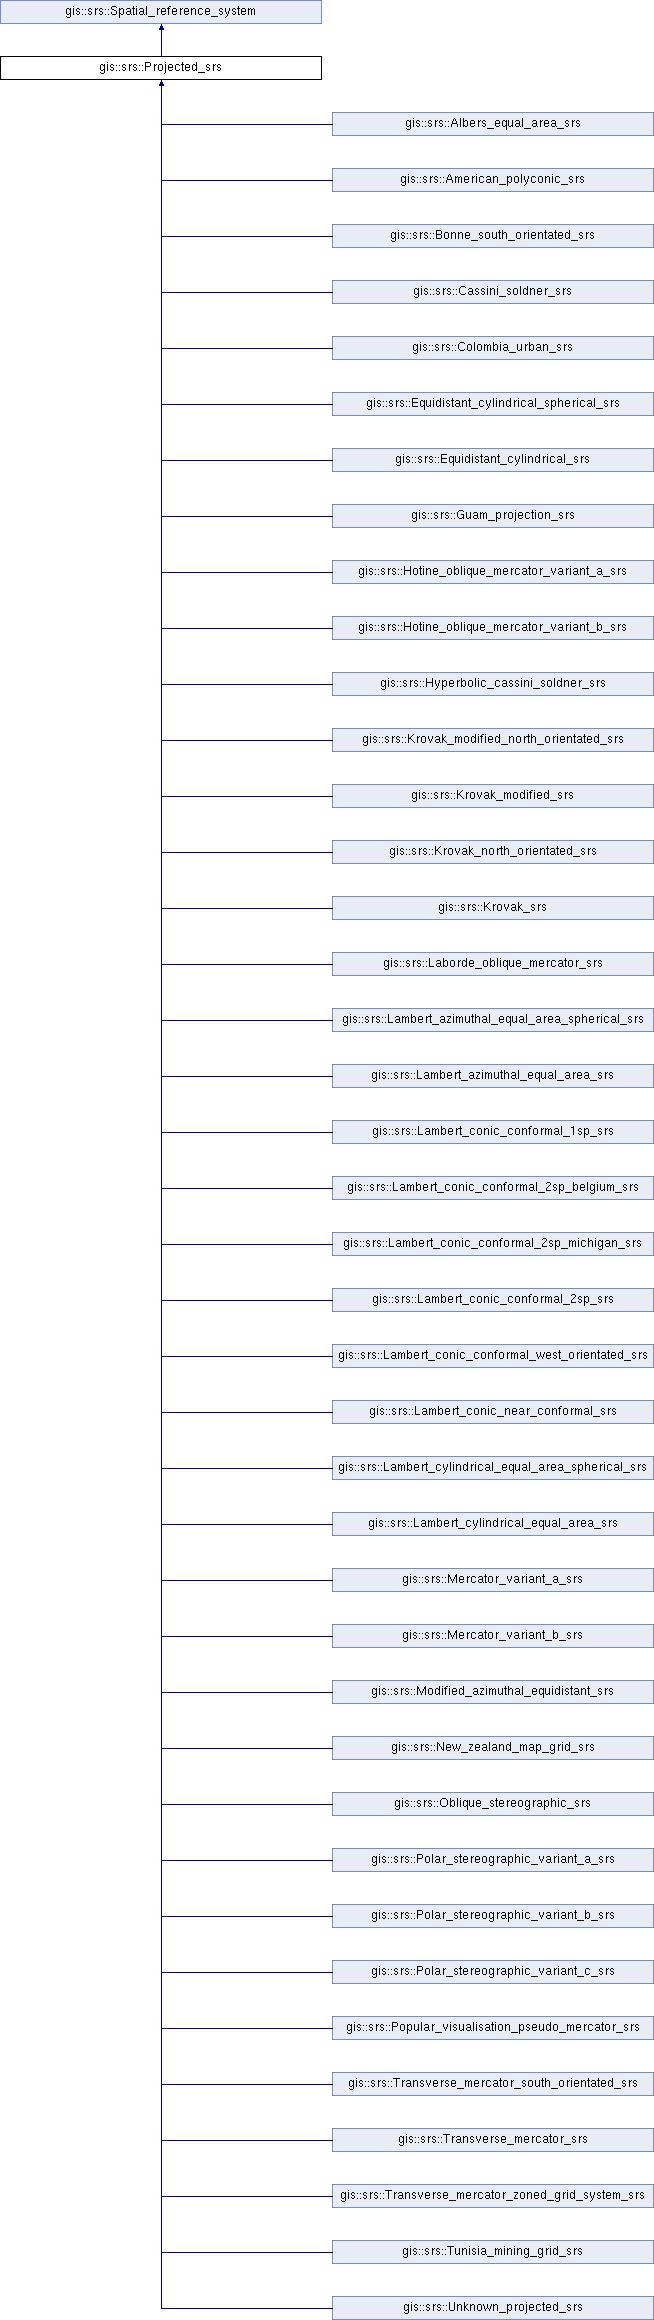 gis::srs::Spatial_reference_system
gis::srs::Projected_srs
gis::srs::Albers_equal_area_srs
gis::srs::American_polyconic_srs
gis::srs::Bonne_south_orientated_srs
gis::srs::Cassini_soldner_srs
gis::srs::Colombia_urban_srs
gis::srs::Equidistant_cylindrical_spherical_srs
gis::srs::Equidistant_cylindrical_srs
gis::srs::Guam_projection_srs
gis::srs::Hotine_oblique_mercator_variant_a_srs
gis::srs::Hotine_oblique_mercator_variant_b_srs
gis::srs::Hyperbolic_cassini_soldner_srs
gis::srs::Krovak_modified_north_orientated_srs
gis::srs::Krovak_modified_srs
gis::srs::Krovak_north_orientated_srs
gis::srs::Krovak_srs
gis::srs::Laborde_oblique_mercator_srs
gis::srs::Lambert_azimuthal_equal_area_spherical_srs
gis::srs::Lambert_azimuthal_equal_area_srs
gis::srs::Lambert_conic_conformal_1sp_srs
gis::srs::Lambert_conic_conformal_2sp_belgium_srs
gis::srs::Lambert_conic_conformal_2sp_michigan_srs
gis::srs::Lambert_conic_conformal_2sp_srs
gis::srs::Lambert_conic_conformal_west_orientated_srs
gis::srs::Lambert_conic_near_conformal_srs
gis::srs::Lambert_cylindrical_equal_area_spherical_srs
gis::srs::Lambert_cylindrical_equal_area_srs
gis::srs::Mercator_variant_a_srs
gis::srs::Mercator_variant_b_srs
gis::srs::Modified_azimuthal_equidistant_srs
gis::srs::New_zealand_map_grid_srs
gis::srs::Oblique_stereographic_srs
gis::srs::Polar_stereographic_variant_a_srs
gis::srs::Polar_stereographic_variant_b_srs
gis::srs::Polar_stereographic_variant_c_srs
gis::srs::Popular_visualisation_pseudo_mercator_srs
gis::srs::Transverse_mercator_south_orientated_srs
gis::srs::Transverse_mercator_srs
gis::srs::Transverse_mercator_zoned_grid_system_srs
gis::srs::Tunisia_mining_grid_srs
gis::srs::Unknown_projected_srs